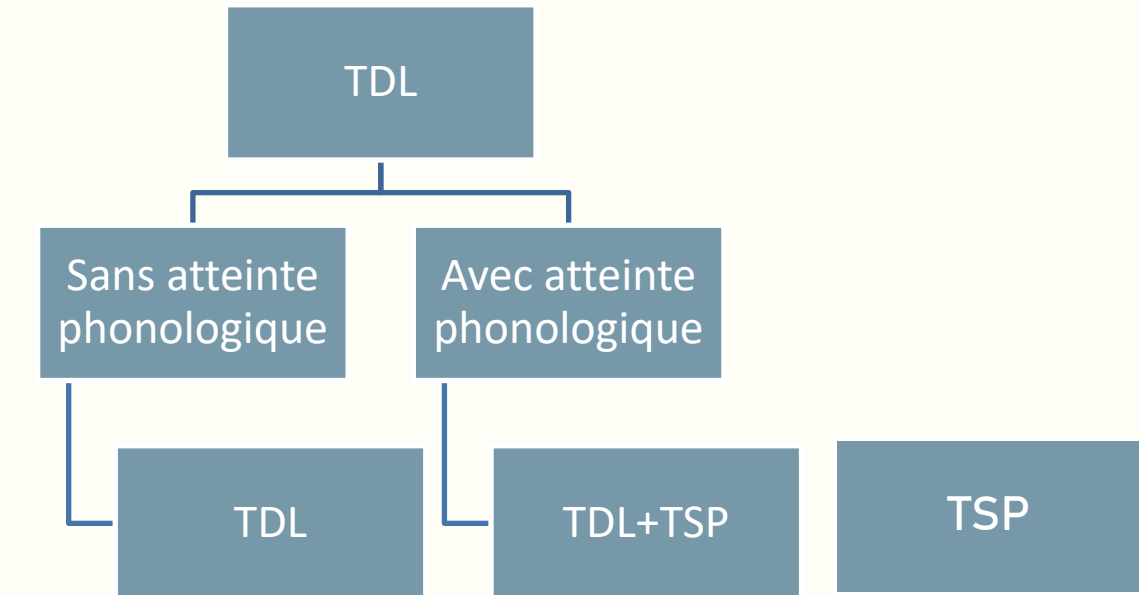 TDL
Sans atteinte
phonologique
Avec atteinte
phonologique
TDL
TDL+TSP
TSP